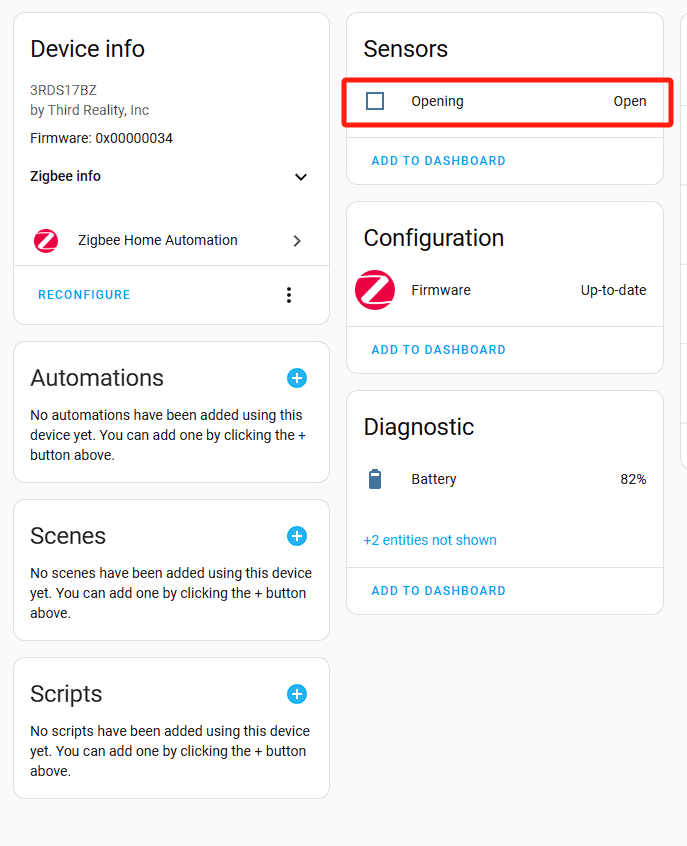 Device info
3RDS17BZ
by Third Reality, Inc
Firmware: 0x00000034
Zigbee info
Zigbee Home Automation
RECONFIGURE
Automations
No automations have been added using this
device yet. You can add one by clicking the +
button above.
Scenes
No scenes have been added using this device
yet. You can add one by clicking the + button
above.
Scripts
No scripts have been added using this device
yet. You can add one by clicking the + button
above.
Sensors
Opening Open
ADD TO DASHBOARD
Configuration
Firmware Up-to-date
ADD TO DASHBOARD
Diagnostic
Battery 82%
+2 entities not shown
ADD TO DASHBOARD